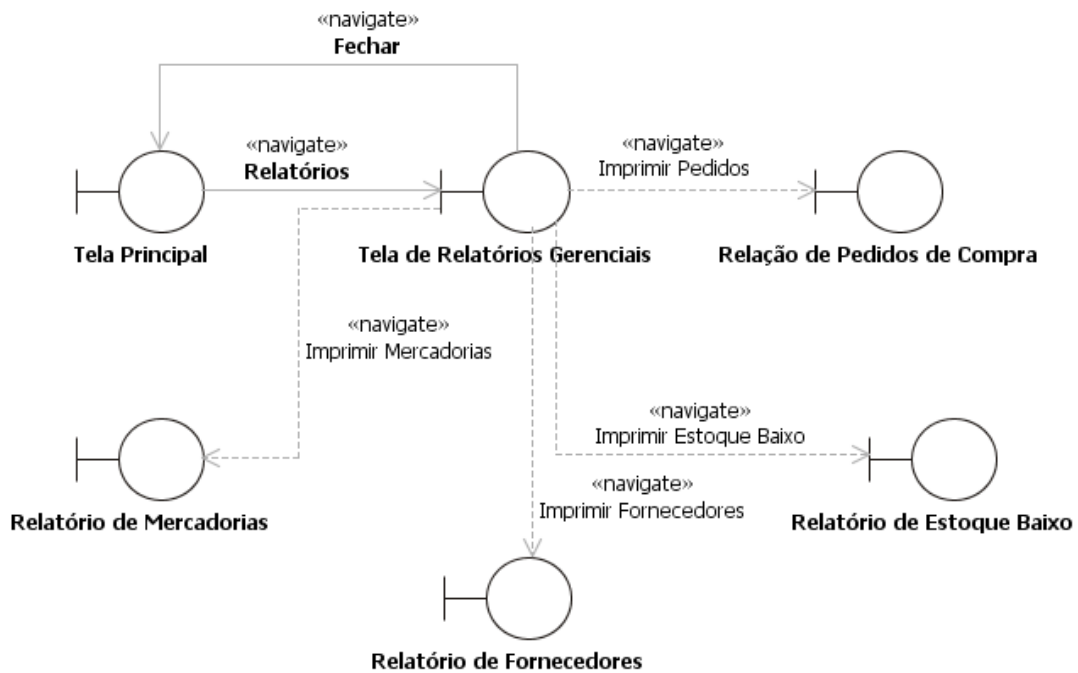 «navigate»
Fechar
«navigate»
Relatórios
«navigate»
Imprimir Pedidos
Tela Principal
Tela de Relatórios Gerenciais
Relação de Pedidos de Compra
«navigate»
Imprimir Mercadorias
«navigate»
Imprimir Estoque Baixo
«navigate»
Imprimir Fornecedores
Relatório de Mercadorias
Relatório de Estoque Baixo
Relatório de Fornecedores